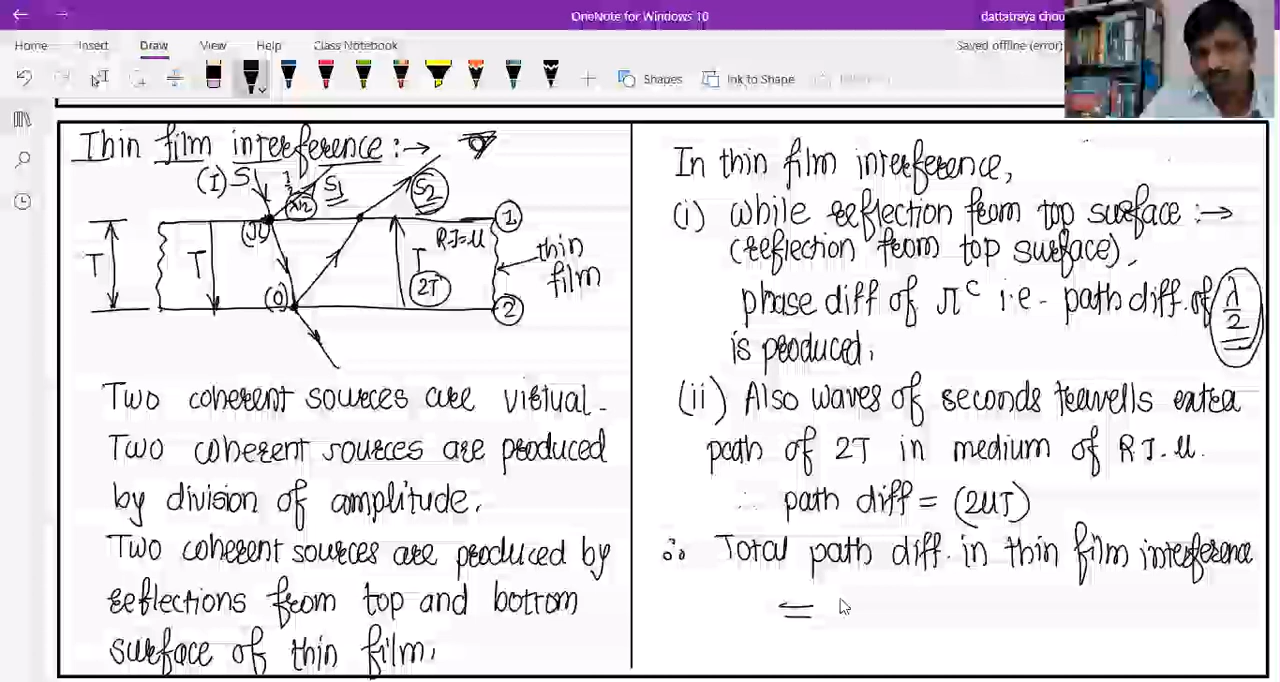 OneNote for Windows 10
dattatraya chou
Home Insert Draw View Help Class Notebook
Saved offline (error)
Shapes
Ink to Shape
Thin film interference :→
(I) S
S1
S2
λ/2
(π)
R.I=μ
1
T
T
T
2T
thin
film
(0)
2
Two coherent sources are virtual.
Two coherent sources are produced
by division of amplitude.
Two coherent sources are produced by
reflections from top and bottom
surface of thin film.
In thin film interference,
(i) while reflection from top surface :→
(reflection from top surface),
phase diff of πᶜ i.e. path diff. of λ/2
is produced.
(ii) Also waves of seconds travells extra
path of 2T in medium of R.I. μ.
path diff = (2μT)
∴ Total path diff. in thin film interference
=